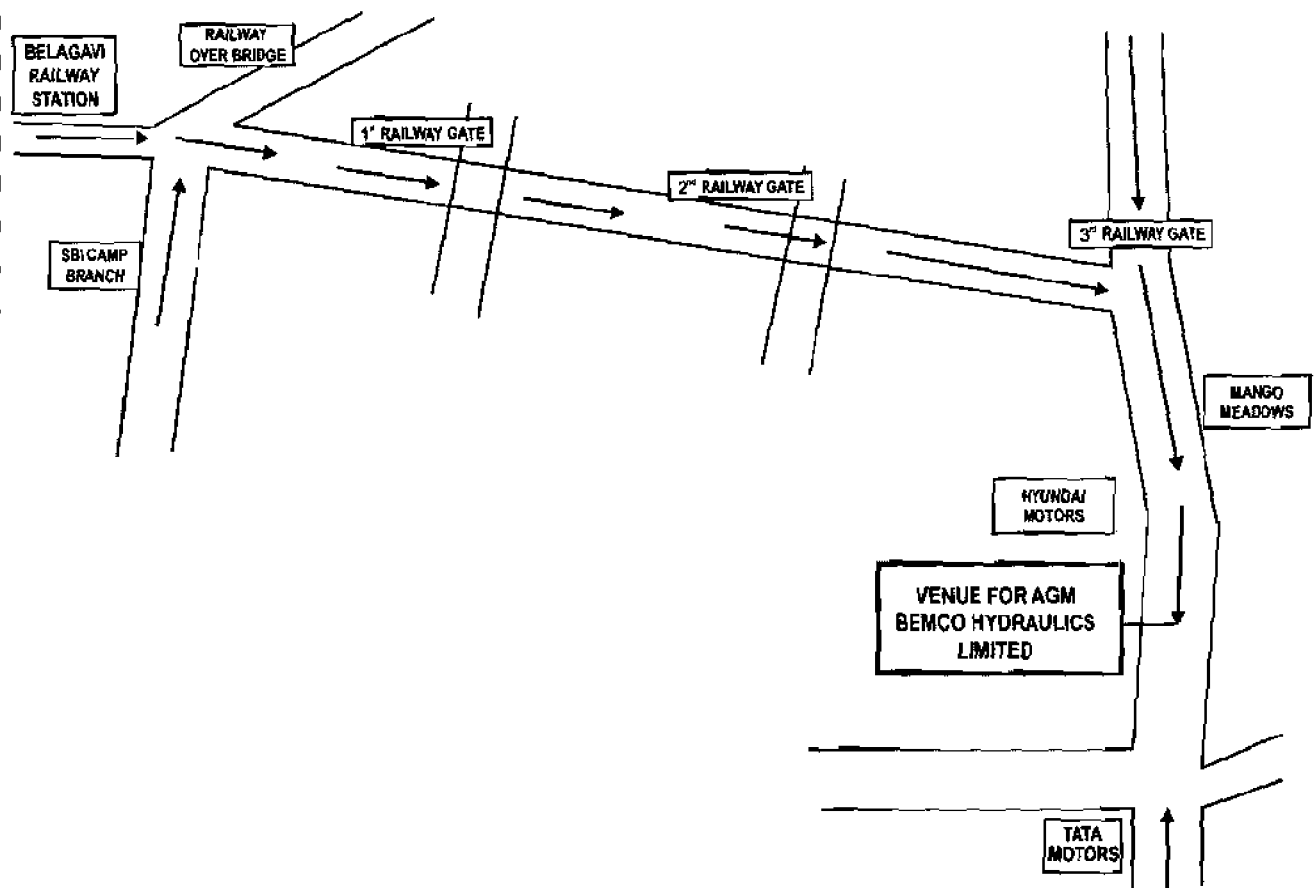 BELAGAVI
RAILWAY
STATION
RAILWAY
OVER BRIDGE
1st RAILWAY GATE
2nd RAILWAY GATE
3rd RAILWAY GATE
SBI CAMP
BRANCH
MANGO
MEADOWS
HYUNDAI
MOTORS
VENUE FOR AGM
BEMCO HYDRAULICS
LIMITED
TATA
MOTORS